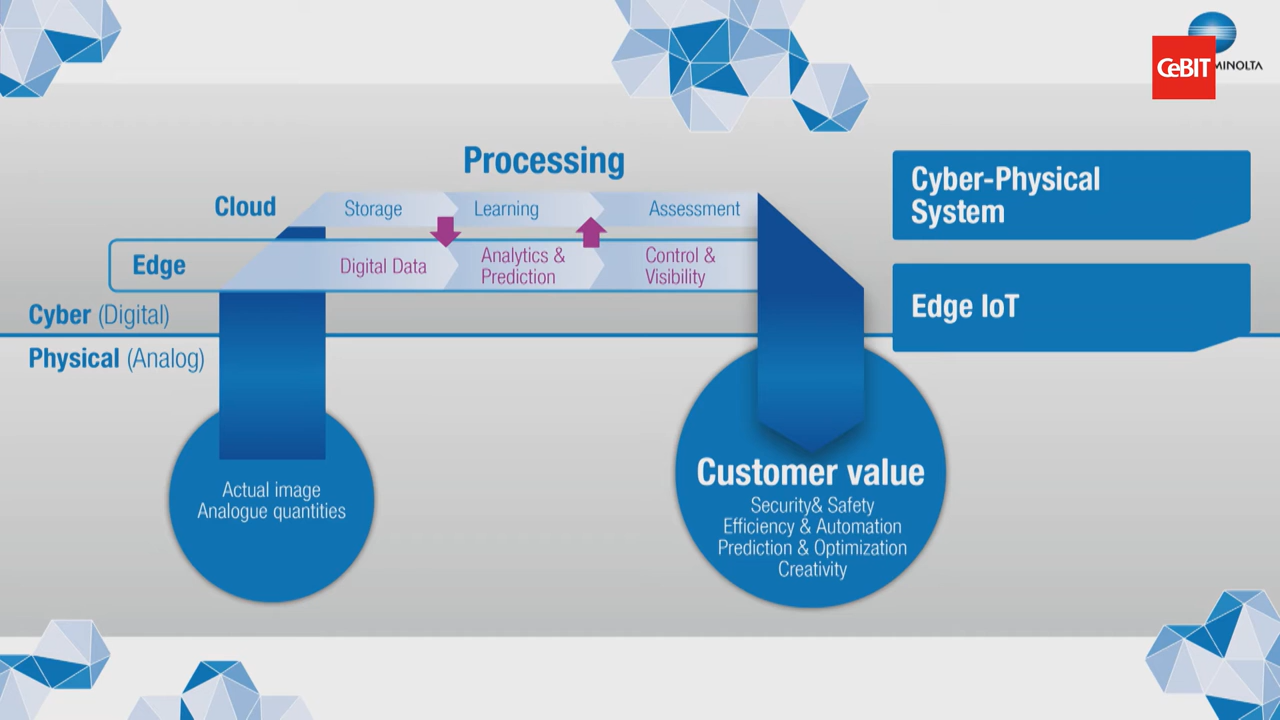 CeBIT
MINOLTA
Processing
Cloud
Storage
Learning
Assessment
Edge
Digital Data
Analytics &
Prediction
Control &
Visibility
Cyber (Digital)
Physical (Analog)
Actual image
Analogue quantities
Customer value
Security& Safety
Efficiency & Automation
Prediction & Optimization
Creativity
Cyber-Physical
System
Edge IoT